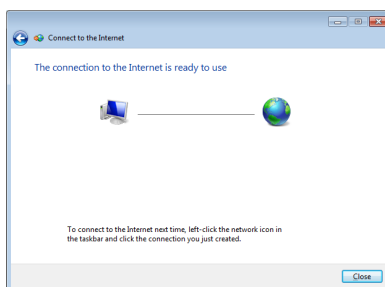 Connect to the Internet
The connection to the Internet is ready to use
To connect to the Internet next time, left-click the network icon in
the taskbar and click the connection you just created.
Close